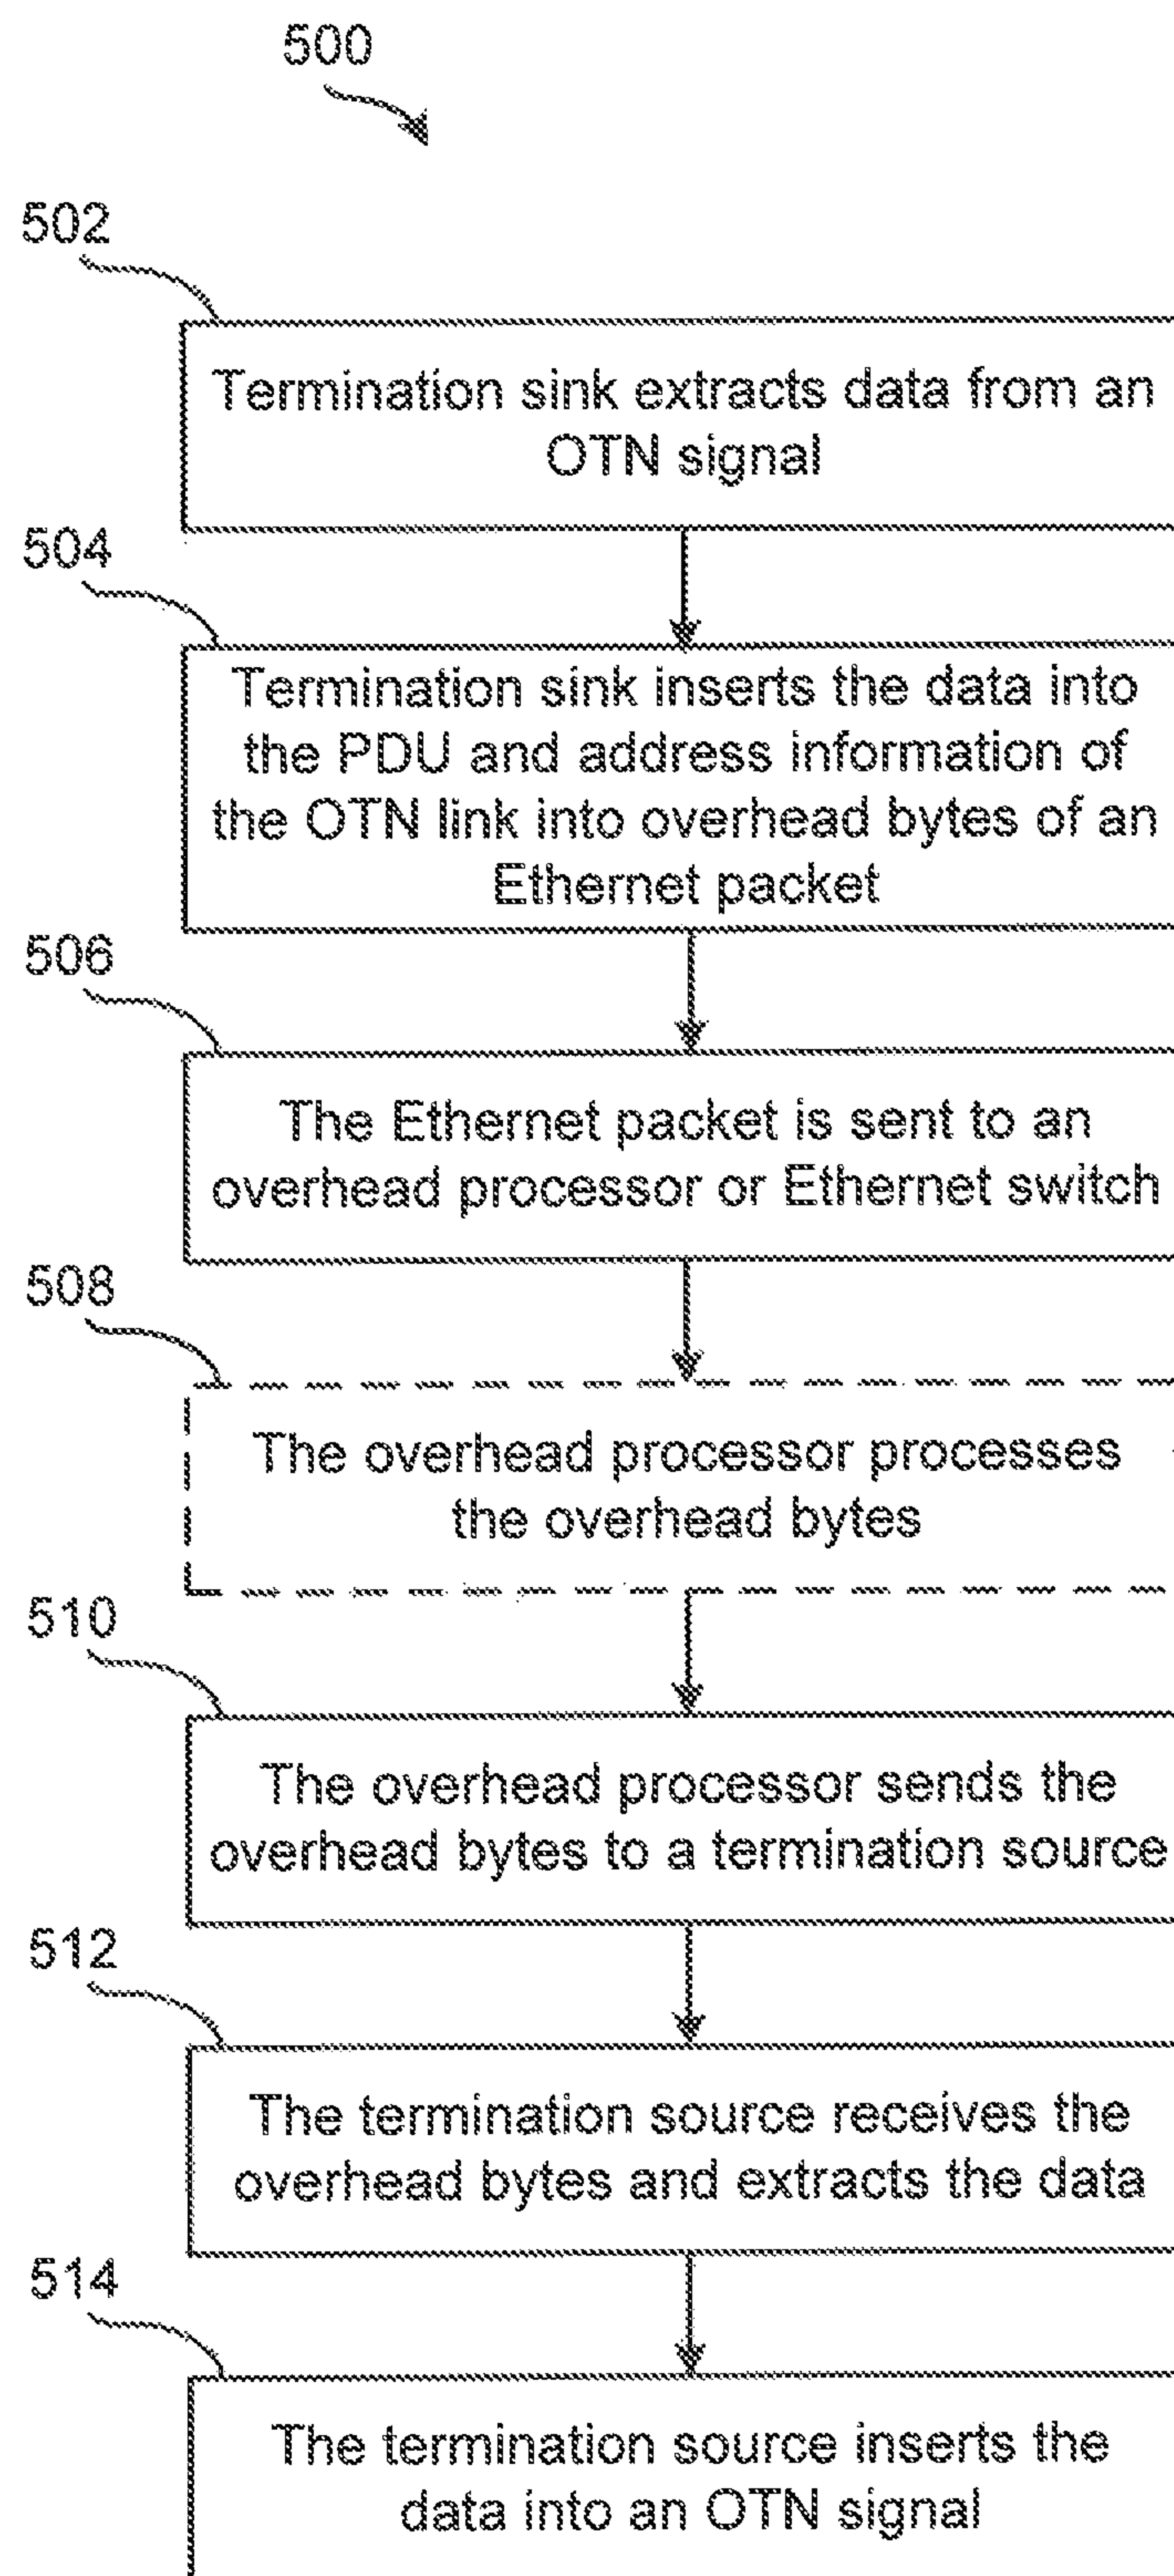 500
502
Termination sink extracts data from an
OTN signal
504
Termination sink inserts the data into
the PDU and address information of
the OTN link into overhead bytes of an
Ethernet packet
506
The Ethernet packet is sent to an
overhead processor or Ethernet switch
508
The overhead processor processes
the overhead bytes
510
The overhead processor sends the
overhead bytes to a termination source
512
The termination source receives the
overhead bytes and extracts the data
514
The termination source inserts the
data into an OTN signal